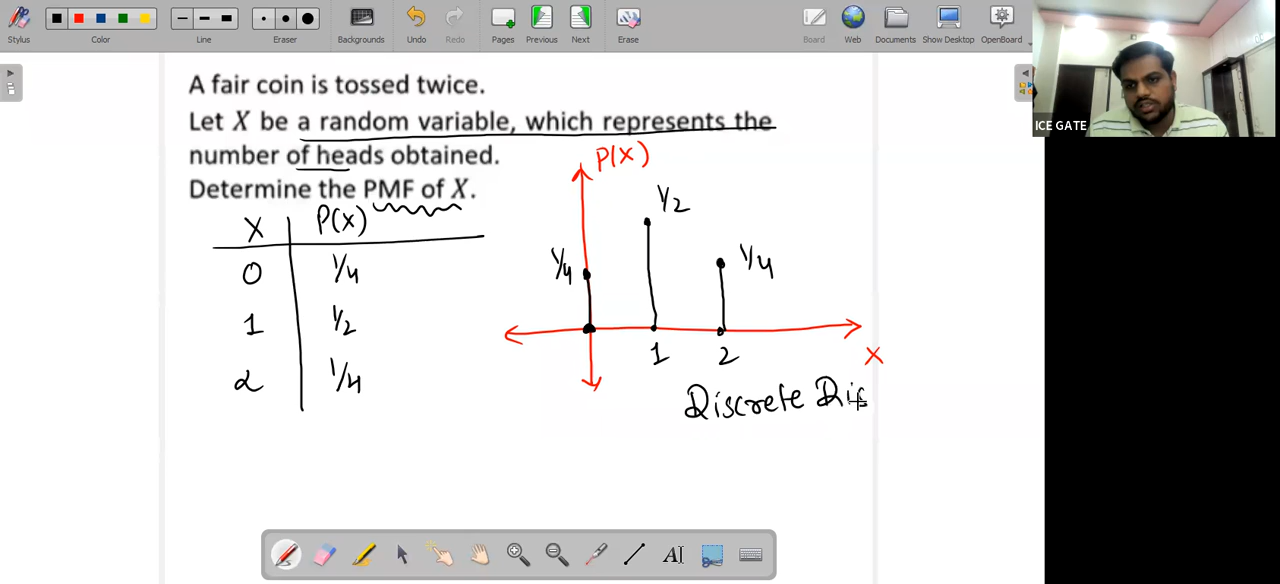 Stylus
Color
Line
Eraser
Backgrounds
Undo
Redo
Pages
Previous
Next
Erase
Board
Web
Documents
Show Desktop
OpenBoard
ICE GATE
A fair coin is tossed twice.
Let X be a random variable, which represents the
number of heads obtained.
Determine the PMF of X.
X P(X)
0 1/4
1 1/2
2 1/4
P(X)
1/2
1/4
1/4
1 2
X
Discrete Dis
AI